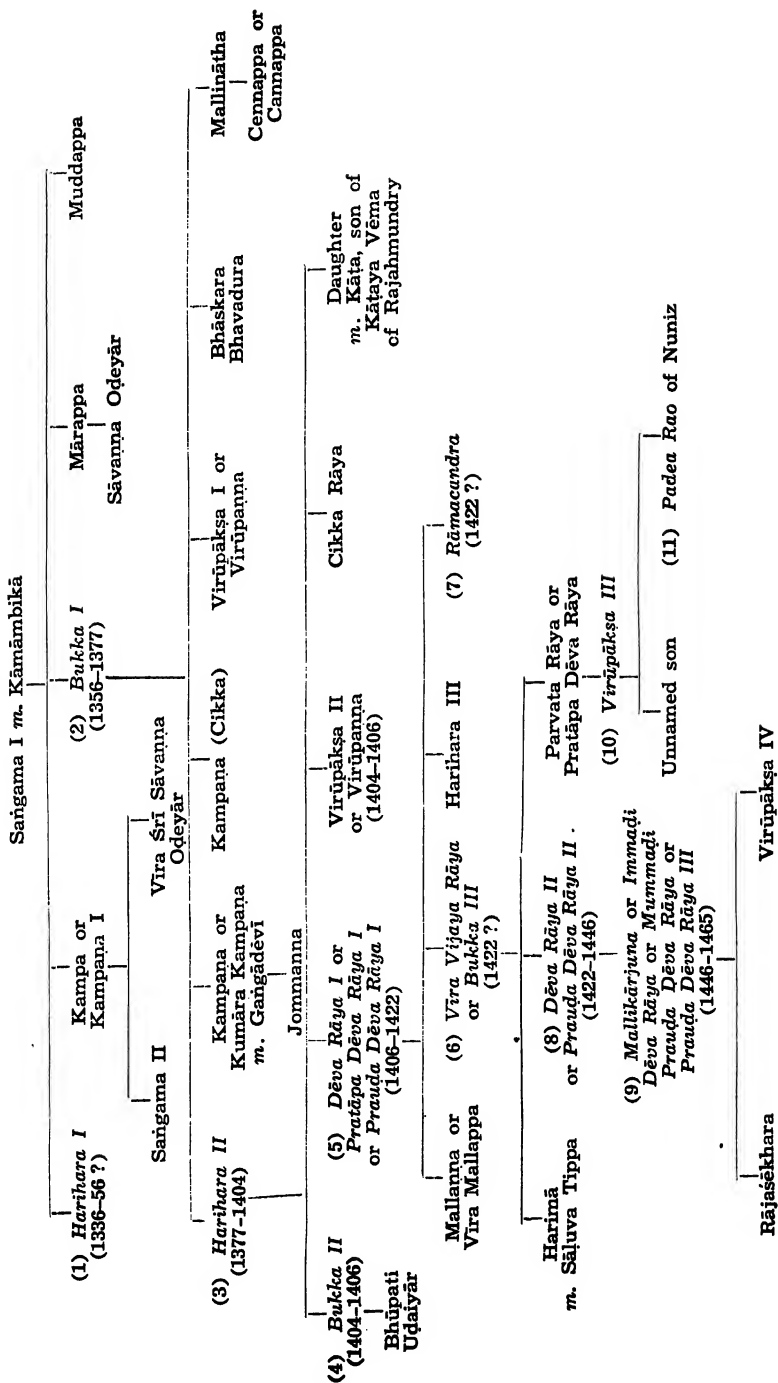 Saṅgama I m. Kāmāmbikā
(1) Harihara I
(1336–56 ?)
Kampa or
Kampaṇa I
(2) Bukka I
(1356–1377)
Mārappa
Muddappa
Sāvaṇṇa Oḍeyār
Saṅgama II
Vīra Śrī Sāvaṇṇa
Oḍeyār
(3) Harihara II
(1377-1404)
Kampaṇa or
Kumāra Kampaṇa
m. Gaṅgādēvī
Kampaṇa (Cikka)
Virūpākṣa I or
Virūpaṇṇa
Bhāskara
Bhavadura
Mallinātha
Cennappa or
Cannappa
Jommanna
(4) Bukka II
(1404–1406)
Bhūpati
Uḍaiyār
(5) Dēva Rāya I or
Pratāpa Dēva Rāya I
or Prauḍa Dēva Rāya I
(1406–1422)
Virūpākṣa II
or Virūpaṇṇa
(1404–1406)
Cikka Rāya
Daughter
m. Kāṭa, son of
Kāṭaya Vēma
of Rajahmundry
Mallaṇṇa or
Vīra Mallappa
(6) Vīra Vijaya Rāya
or Bukka III
(1422 ?)
Harihara III
(7) Rāmacandra
(1422 ?)
Harimā
m. Sāḷuva Tippa
(8) Dēva Rāya II
or Prauḍa Dēva Rāya II
(1422–1446)
Parvata Rāya or
Pratāpa Dēva Rāya
(9) Mallikārjuna or Immaḍi
Dēva Rāya or Mummaḍi
Prauḍa Dēva Rāya or
Prauḍa Dēva Rāya III
(1446–1465)
(10) Virūpākṣa III
Unnamed son
(11) Padea Rao of Nuniz
Rājaśēkhara
Virūpākṣa IV